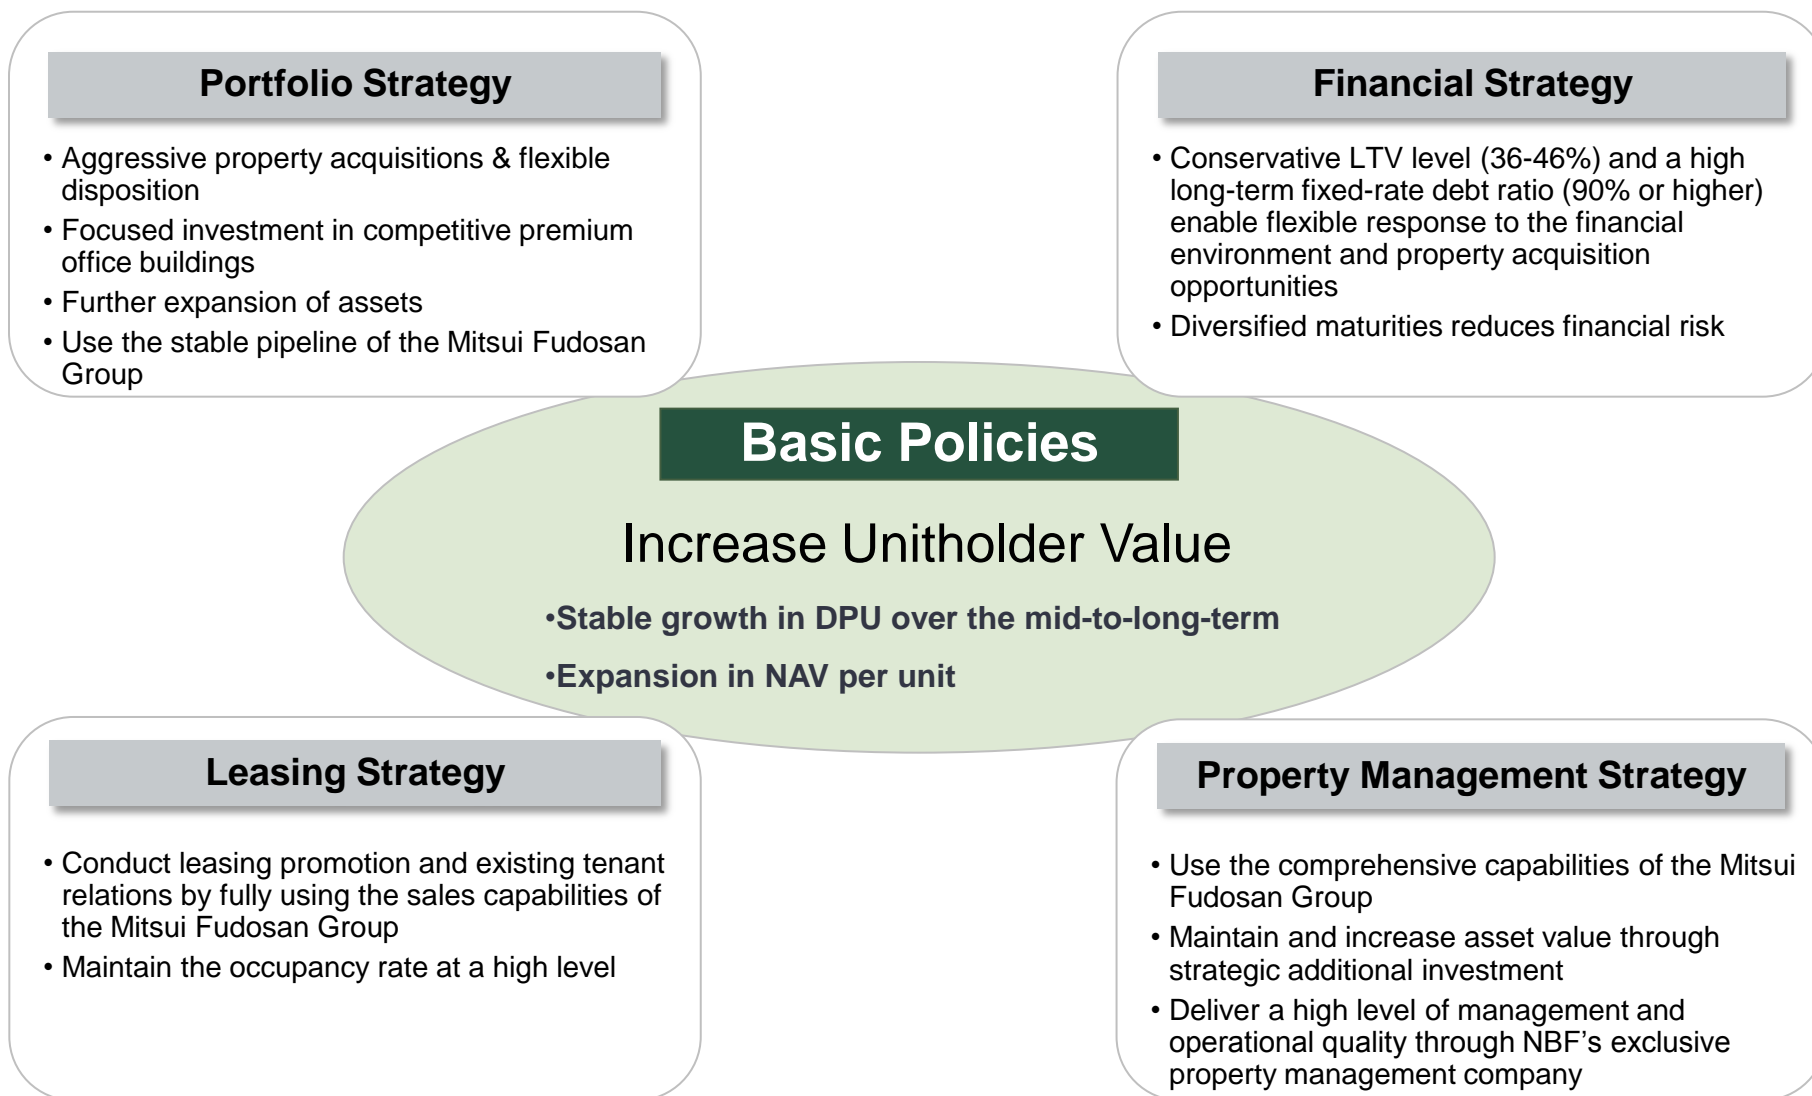 Portfolio Strategy
• Aggressive property acquisitions & flexible
disposition
• Focused investment in competitive premium
office buildings
• Further expansion of assets
• Use the stable pipeline of the Mitsui Fudosan
Group
Financial Strategy
• Conservative LTV level (36-46%) and a high
long-term fixed-rate debt ratio (90% or higher)
enable flexible response to the financial
environment and property acquisition
opportunities
• Diversified maturities reduces financial risk
Basic Policies
Increase Unitholder Value
•Stable growth in DPU over the mid-to-long-term
•Expansion in NAV per unit
Leasing Strategy
• Conduct leasing promotion and existing tenant
relations by fully using the sales capabilities of
the Mitsui Fudosan Group
• Maintain the occupancy rate at a high level
Property Management Strategy
• Use the comprehensive capabilities of the Mitsui
Fudosan Group
• Maintain and increase asset value through
strategic additional investment
• Deliver a high level of management and
operational quality through NBF’s exclusive
property management company